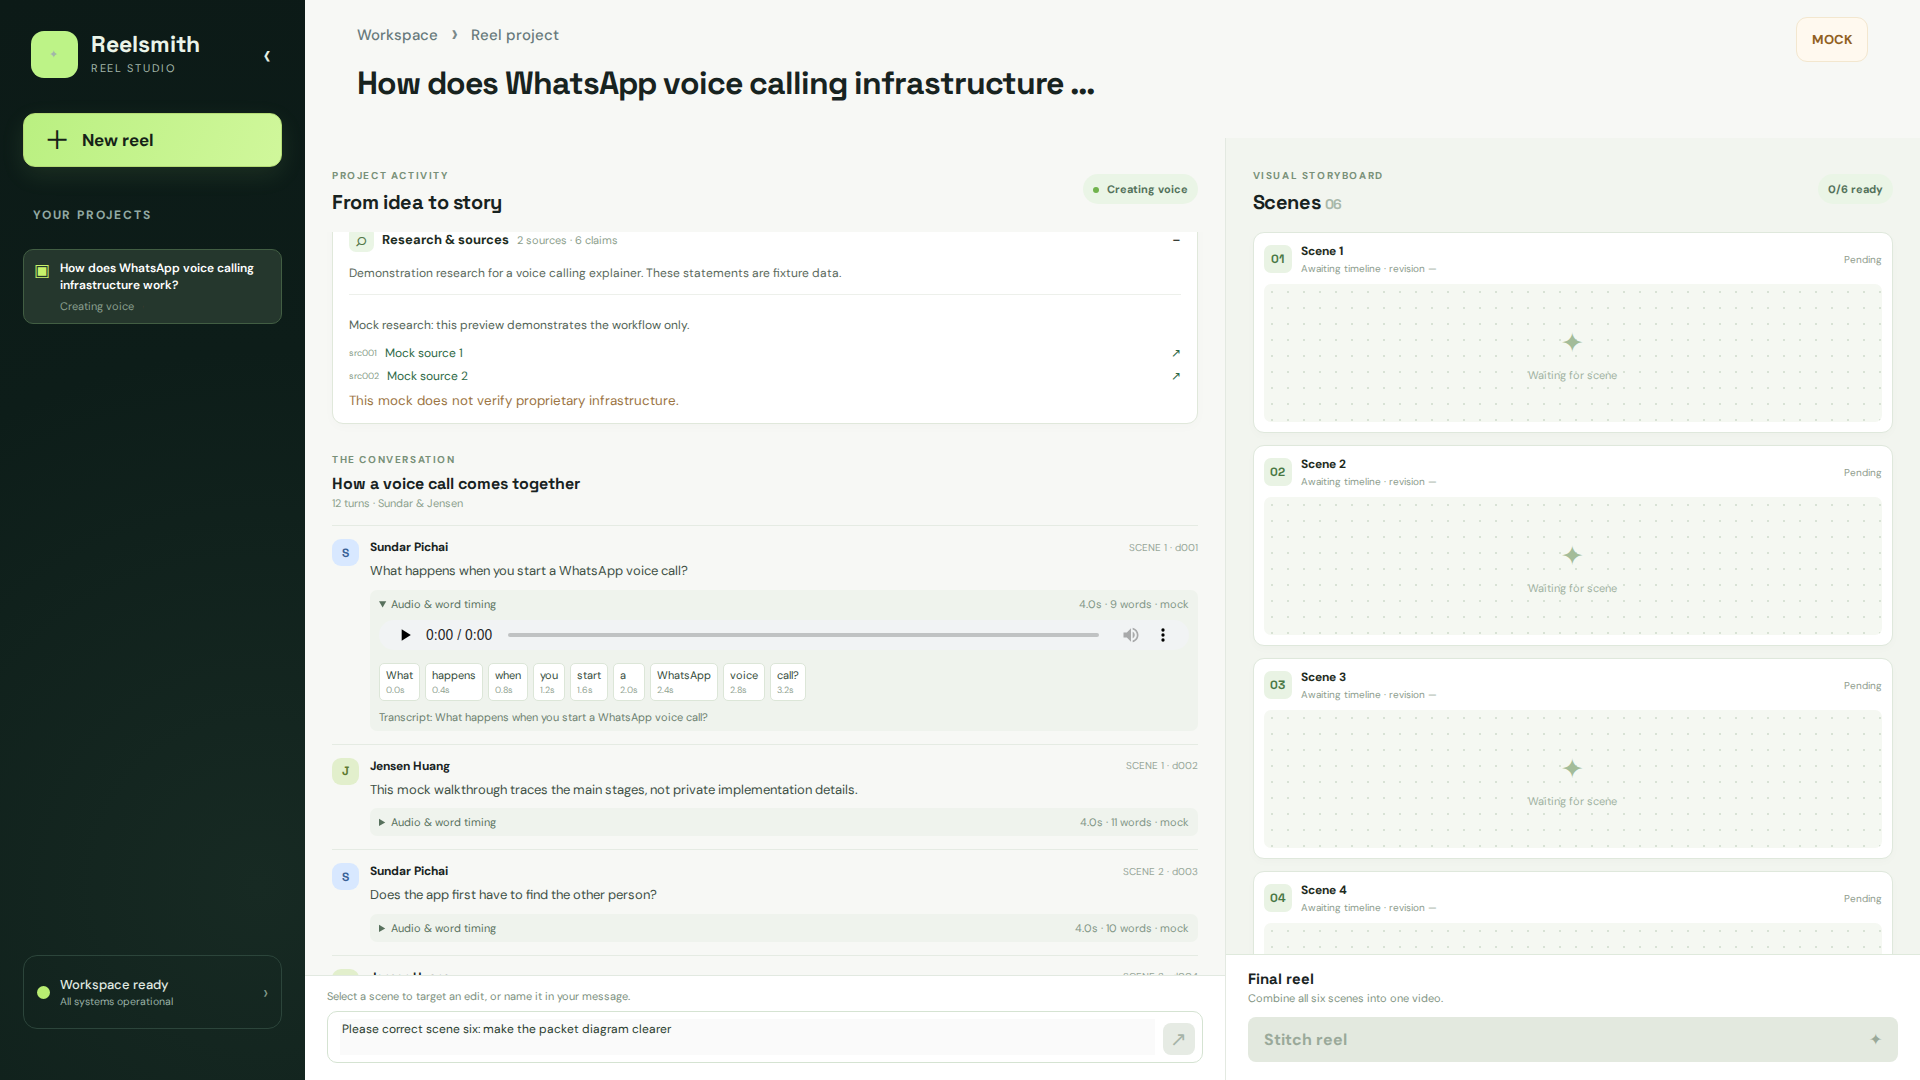 Reelsmith
REEL STUDIO
New reel
YOUR PROJECTS
How does WhatsApp voice calling
infrastructure work?
Creating voice
Workspace ready
All systems operational
Workspace › Reel project
MOCK
How does WhatsApp voice calling infrastructure ...
PROJECT ACTIVITY
From idea to story
Creating voice
Research & sources 2 sources · 6 claims
Demonstration research for a voice calling explainer. These statements are fixture data.
Mock research: this preview demonstrates the workflow only.
src001 Mock source 1 ↗
src002 Mock source 2 ↗
This mock does not verify proprietary infrastructure.
THE CONVERSATION
How a voice call comes together
12 turns · Sundar & Jensen
S Sundar Pichai SCENE 1 · d001
What happens when you start a WhatsApp voice call?
Audio & word timing 4.0s · 9 words · mock
0:00 / 0:00
What happens when you start a WhatsApp voice call?
0.0s 0.4s 0.8s 1.2s 1.6s 2.0s 2.4s 2.8s 3.2s
Transcript: What happens when you start a WhatsApp voice call?
J Jensen Huang SCENE 1 · d002
This mock walkthrough traces the main stages, not private implementation details.
Audio & word timing 4.0s · 11 words · mock
S Sundar Pichai SCENE 2 · d003
Does the app first have to find the other person?
Audio & word timing 4.0s · 10 words · mock
Select a scene to target an edit, or name it in your message.
Please correct scene six: make the packet diagram clearer
VISUAL STORYBOARD
Scenes 06
0/6 ready
01 Scene 1
Awaiting timeline · revision —
Pending
Waiting for scene
02 Scene 2
Awaiting timeline · revision —
Pending
Waiting for scene
03 Scene 3
Awaiting timeline · revision —
Pending
Waiting for scene
04 Scene 4
Awaiting timeline · revision —
Pending
Final reel
Combine all six scenes into one video.
Stitch reel